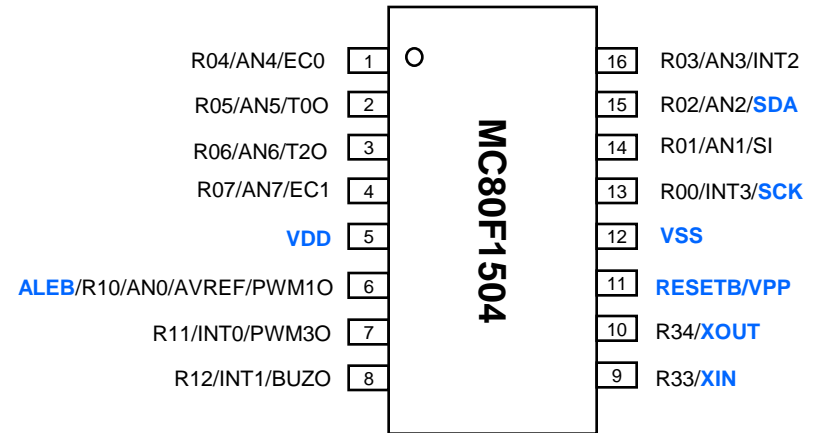 R04/AN4/EC0 1
R05/AN5/T0O 2
R06/AN6/T2O 3
R07/AN7/EC1 4
VDD 5
ALEB/R10/AN0/AVREF/PWM1O 6
R11/INT0/PWM3O 7
R12/INT1/BUZO 8
MC80F1504
16 R03/AN3/INT2
15 R02/AN2/SDA
14 R01/AN1/SI
13 R00/INT3/SCK
12 VSS
11 RESETB/VPP
10 R34/XOUT
9 R33/XIN